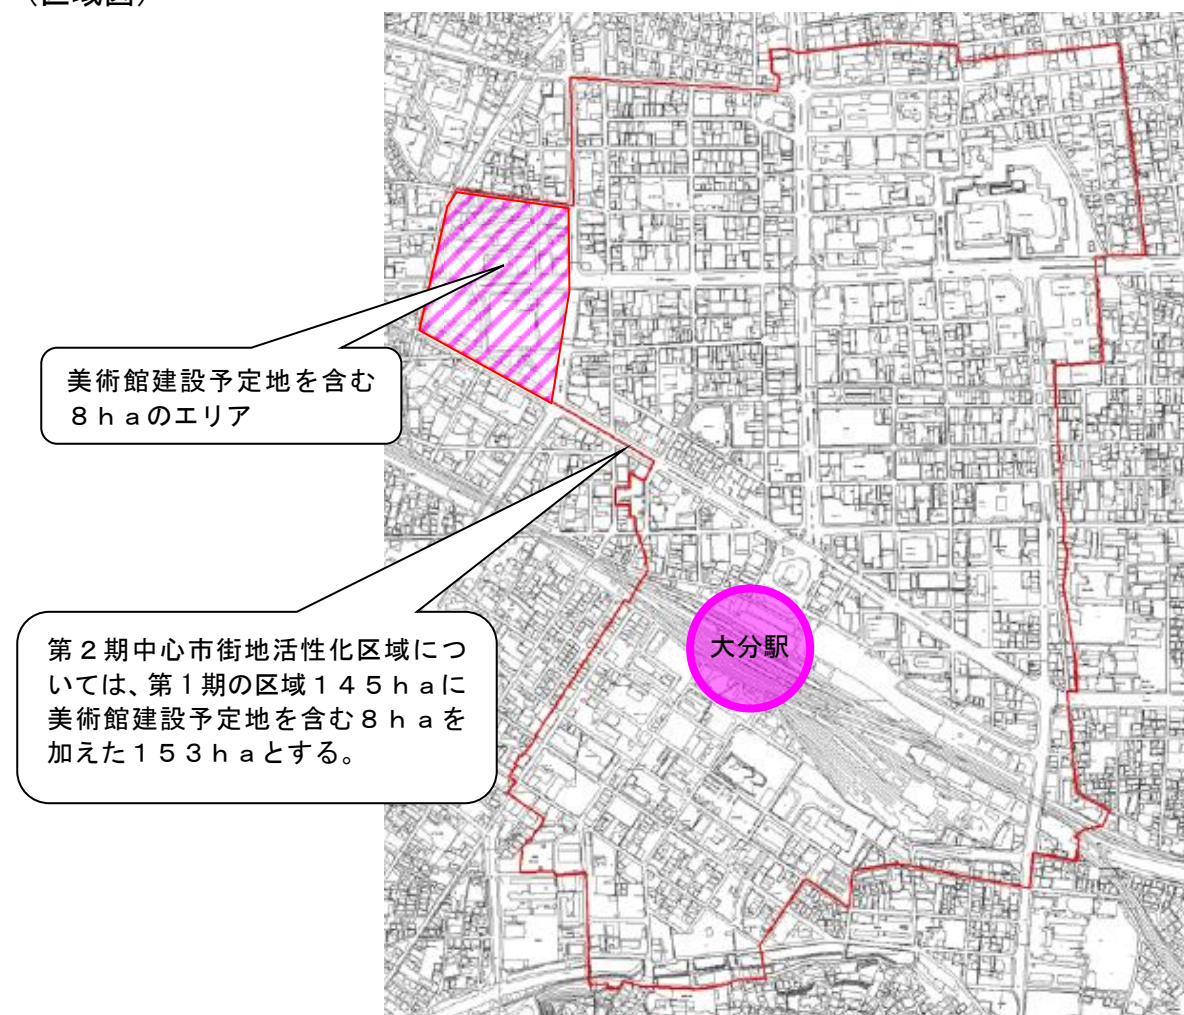 （区域図）
美術館建設予定地を含む
８ｈａのエリア
大分駅
第２期中心市街地活性化区域につ
いては、第１期の区域１４５ｈａに
美術館建設予定地を含む８ｈａを
加えた１５３ｈａとする。